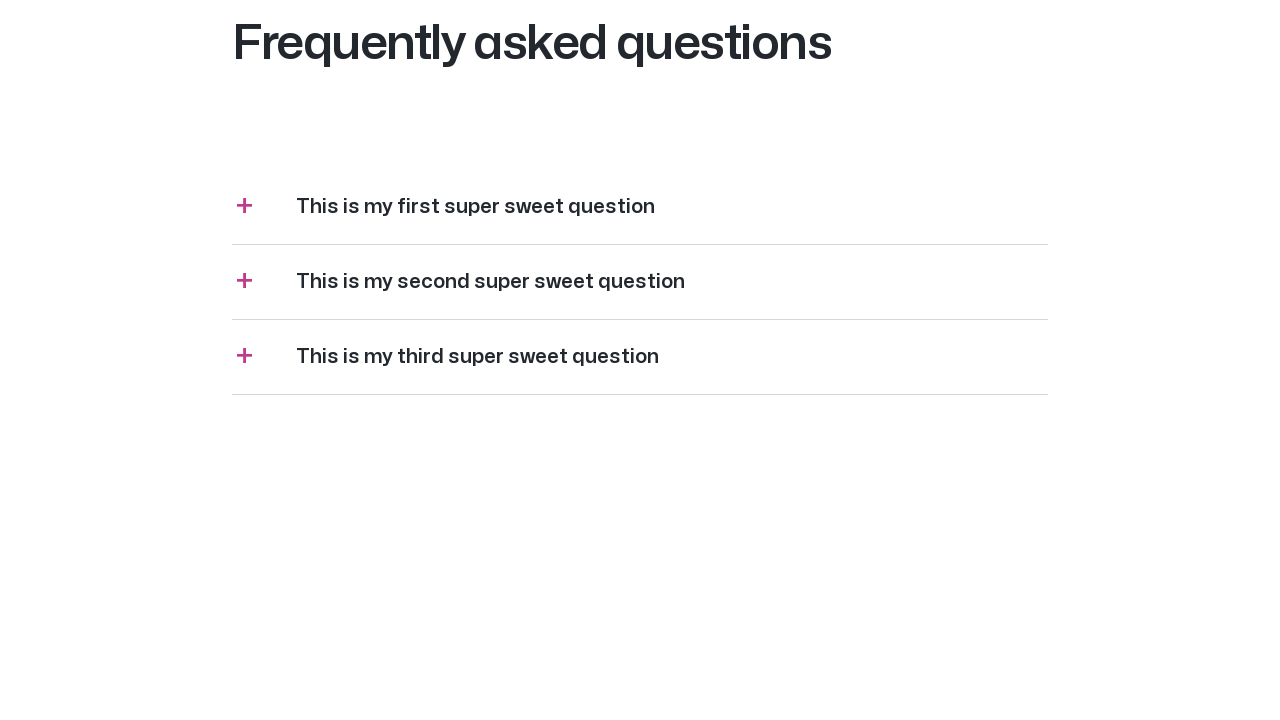 Frequently asked questions
This is my first super sweet question
This is my second super sweet question
This is my third super sweet question